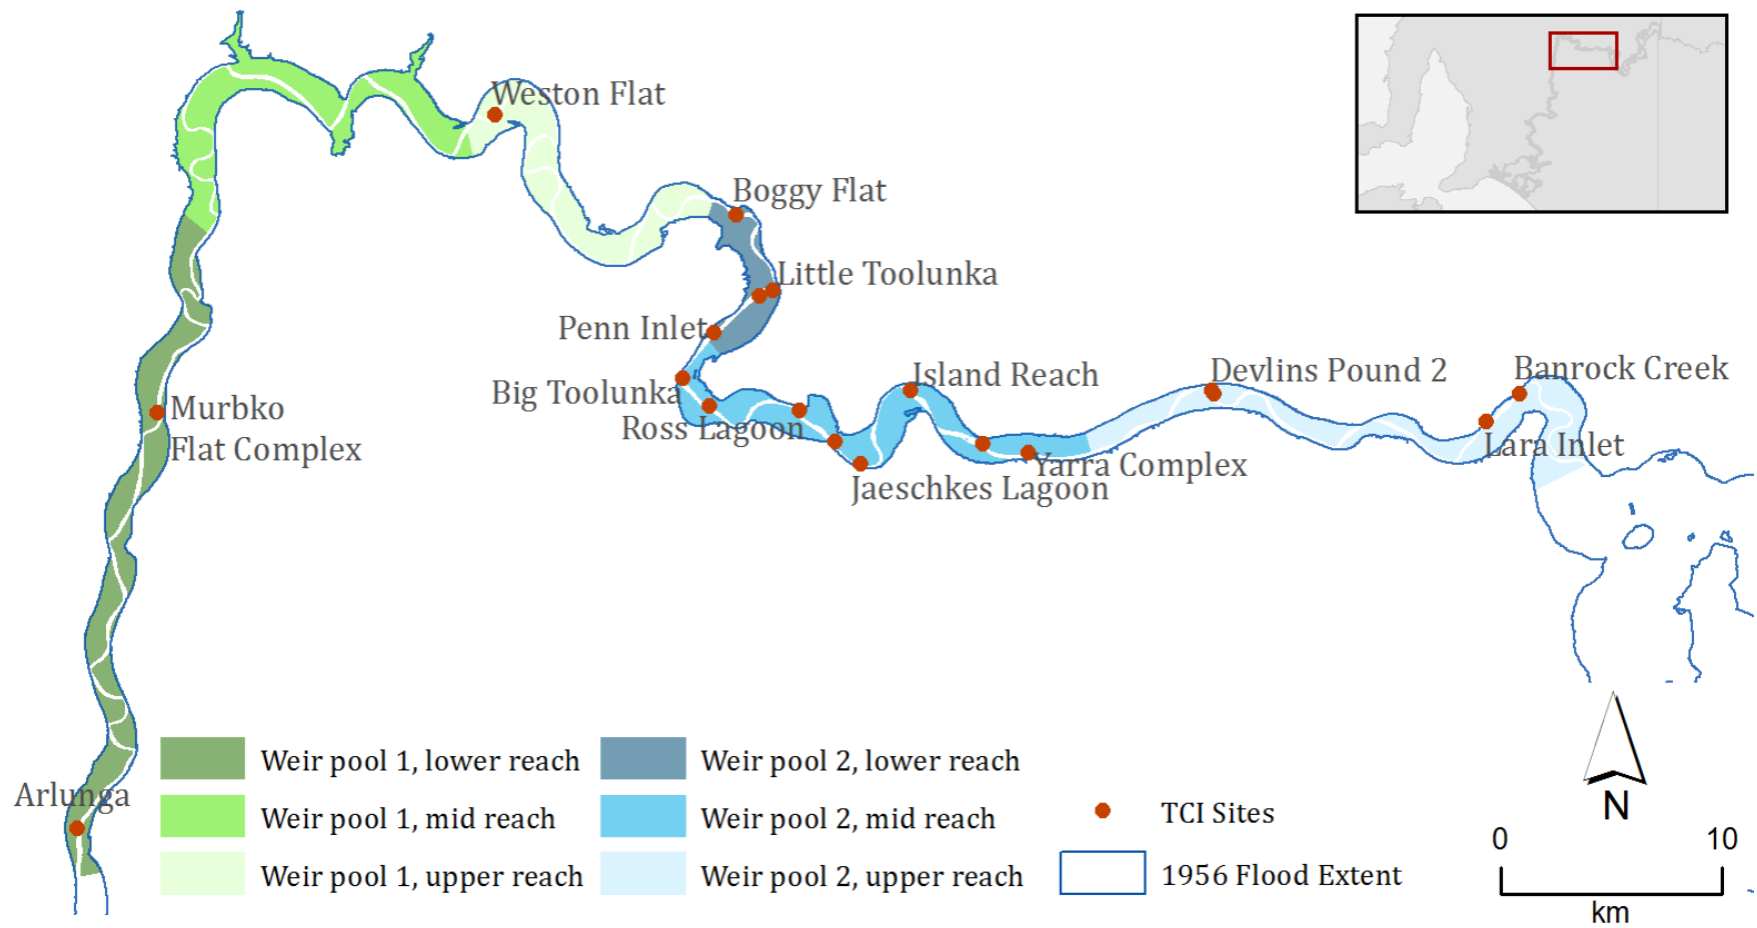 Weston Flat
Boggy Flat
Little Toolunka
Penn Inlet
Big Toolunka
Ross Lagoon
Island Reach
Jaeschkes Lagoon
Yarra Complex
Devlins Pound 2
Banrock Creek
Lara Inlet
Murbko
Flat Complex
Arlunga
Weir pool 1, lower reach
Weir pool 1, mid reach
Weir pool 1, upper reach
Weir pool 2, lower reach
Weir pool 2, mid reach
Weir pool 2, upper reach
TCI Sites
1956 Flood Extent
N
0 10
km